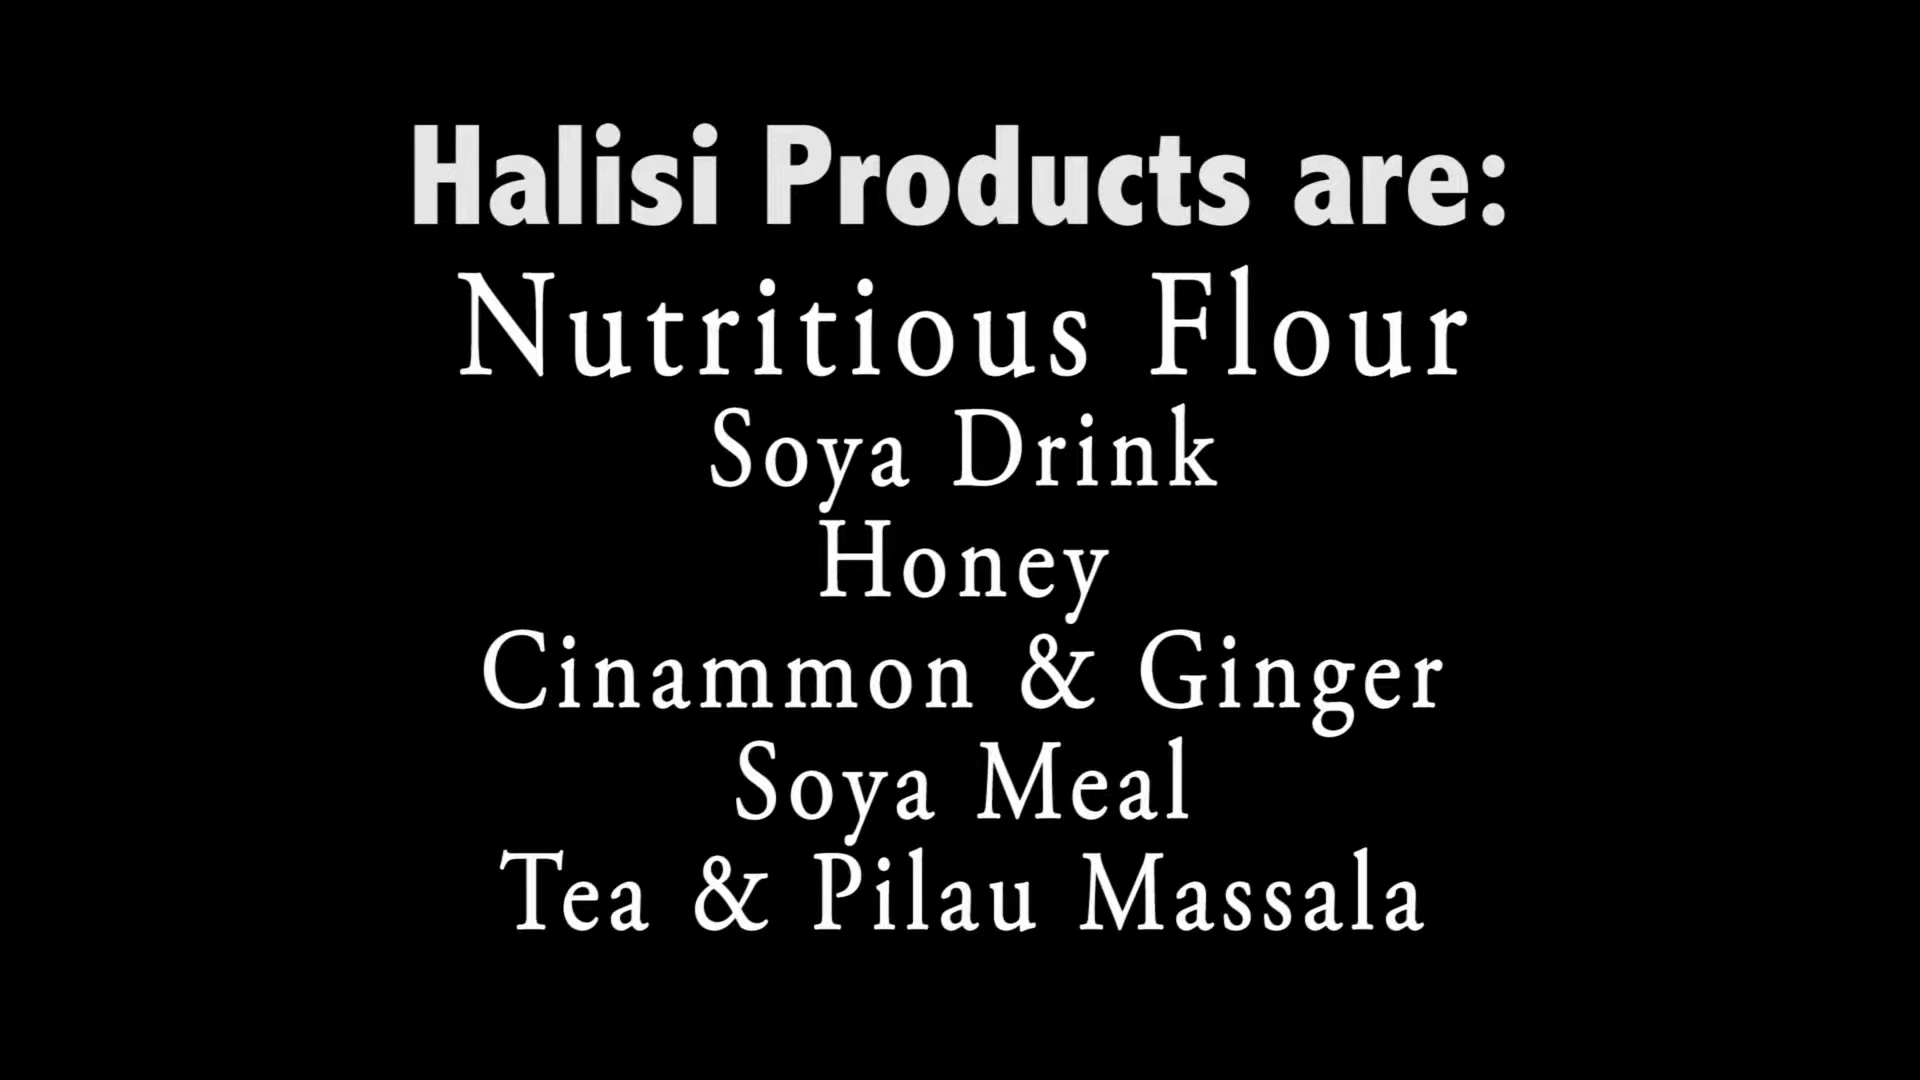 Halisi Products are:
Nutritious Flour
Soya Drink
Honey
Cinammon & Ginger
Soya Meal
Tea & Pilau Massala